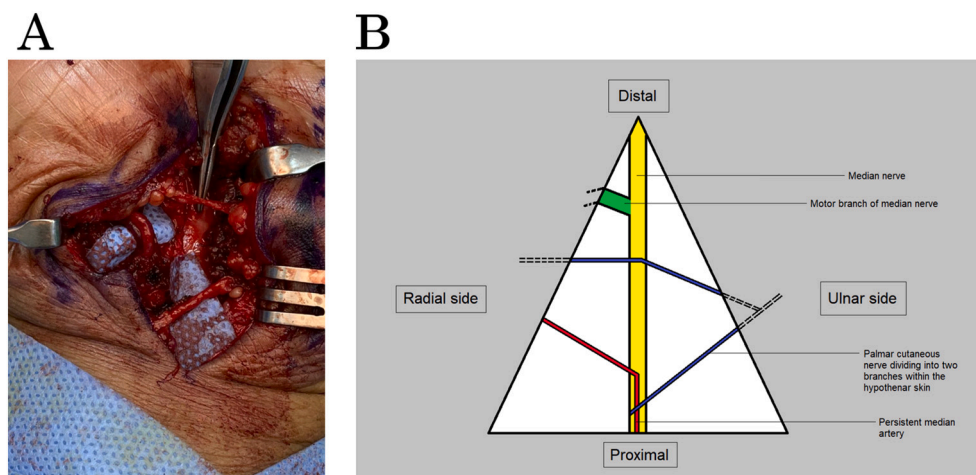 A
B
Distal
Median nerve
Motor branch of median nerve
Radial side
Ulnar side
Palmar cutaneous
nerve dividing into two
branches within the
hypothenar skin
Persistent median
artery
Proximal